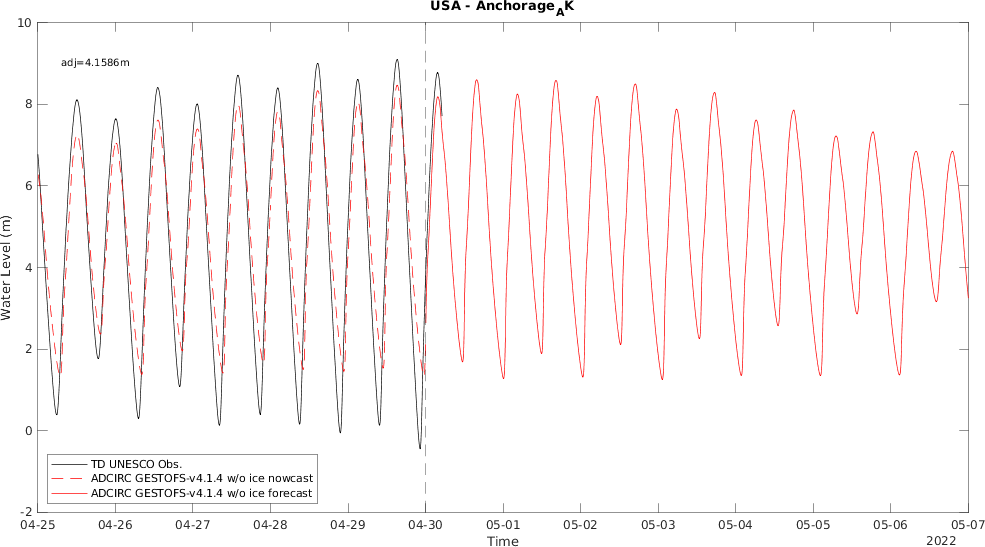 USA - Anchorage_AK
adj=4.1586m
10
8
6
4
2
0
-2
Water Level (m)
TD UNESCO Obs.
ADCIRC GESTOFS-v4.1.4 w/o ice nowcast
ADCIRC GESTOFS-v4.1.4 w/o ice forecast
04-25 04-26 04-27 04-28 04-29 04-30 05-01 05-02 05-03 05-04 05-05 05-06 05-07
Time
2022